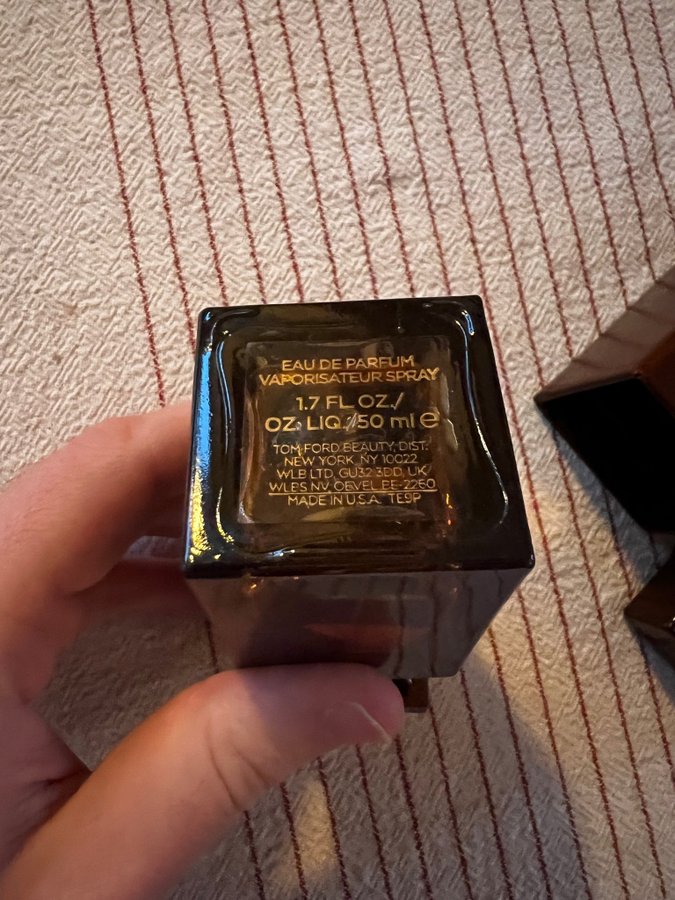 EAU DE PARFUM
VAPORISATEUR SPRAY
1.7 FL OZ./
OZ. LIQ./50 ml ℮
TOM FORD BEAUTY, DIST.
NEW YORK, NY 10022
WLB LTD, GU32 3DD, UK
WLBS NV OEVEL BE-2260
MADE IN U.S.A. TE9P